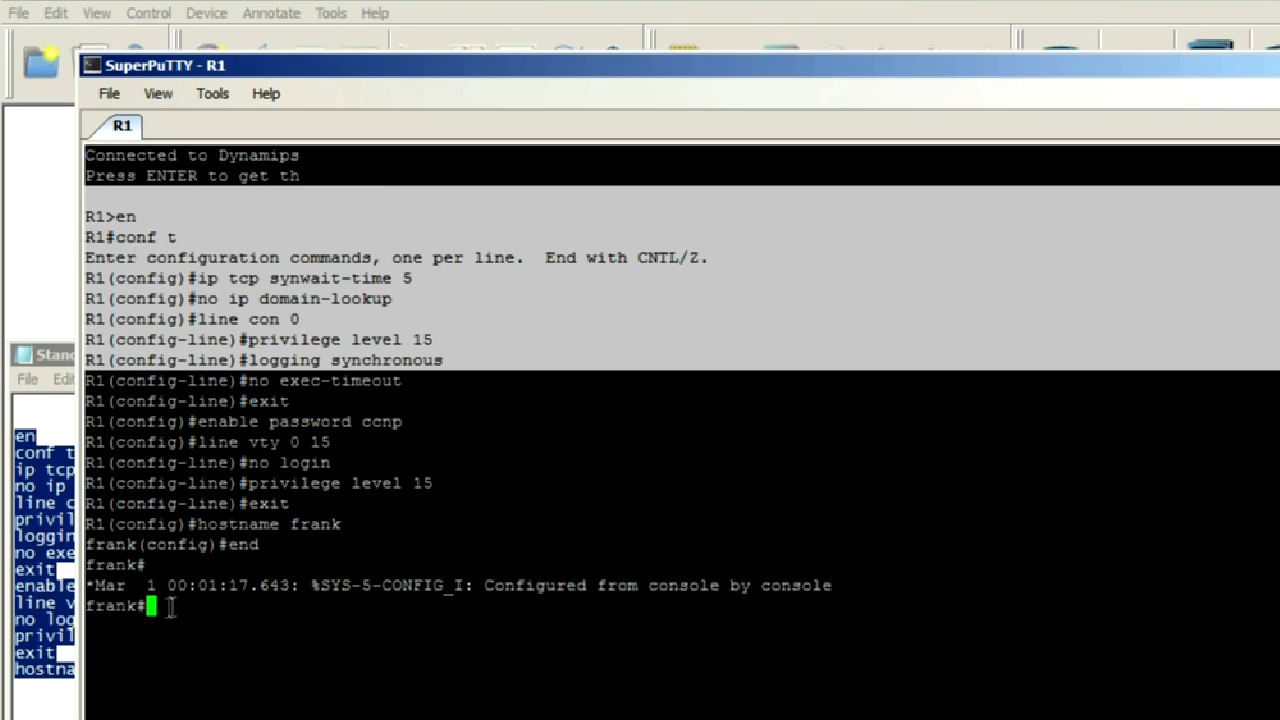 File Edit View Control Device Annotate Tools Help
SuperPuTTY - R1
File View Tools Help
R1
Connected to Dynamips
Press ENTER to get th
R1>en
R1#conf t
Enter configuration commands, one per line.  End with CNTL/Z.
R1(config)#ip tcp synwait-time 5
R1(config)#no ip domain-lookup
R1(config)#line con 0
R1(config-line)#privilege level 15
R1(config-line)#logging synchronous
R1(config-line)#no exec-timeout
R1(config-line)#exit
R1(config)#enable password ccnp
R1(config)#line vty 0 15
R1(config-line)#no login
R1(config-line)#privilege level 15
R1(config-line)#exit
R1(config)#hostname frank
frank(config)#end
frank#
*Mar  1 00:01:17.643: %SYS-5-CONFIG_I: Configured from console by console
frank#
Stand
File Edi
en
conf t
ip tcp
no ip
line c
privil
loggin
no exe
exit
enable
line v
no log
privil
exit
hostna